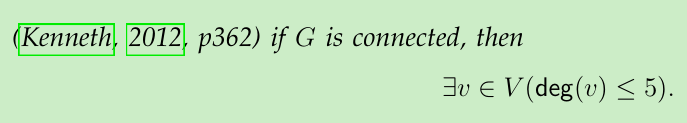 (Kenneth, 2012, p362) if G is connected, then
∃v ∈ V(deg(v) ≤ 5).